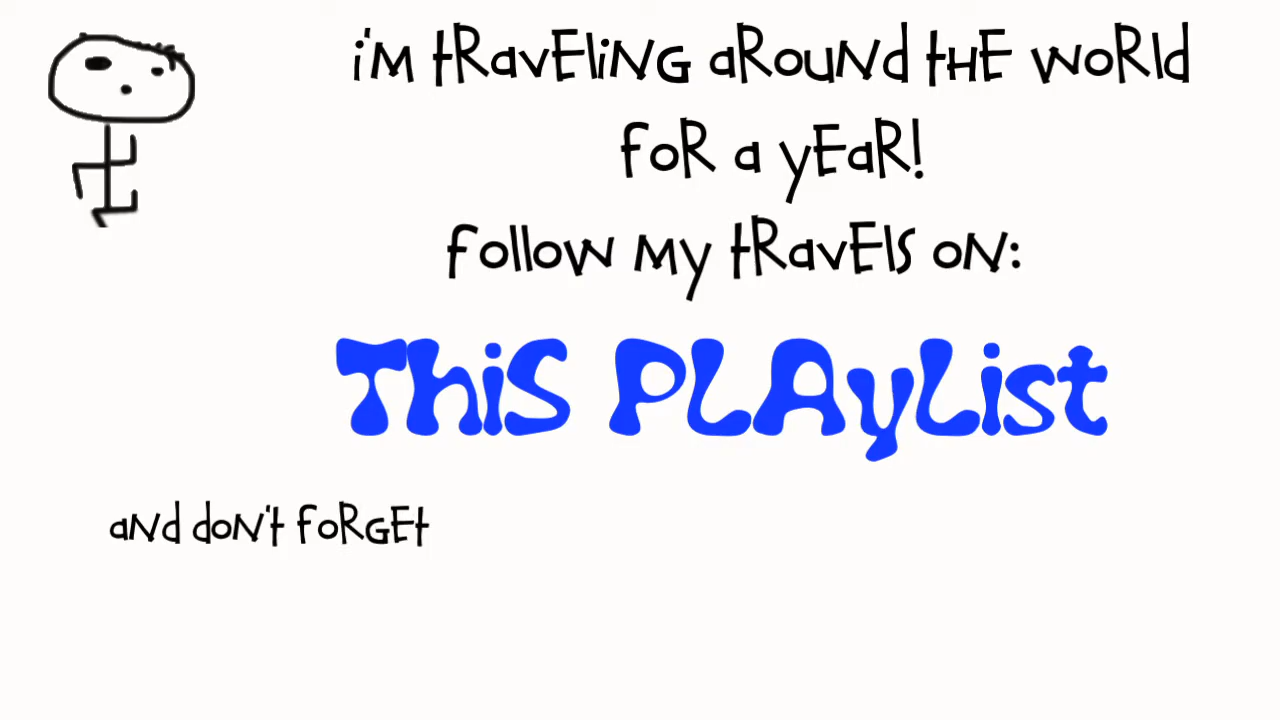 i'm traveling around the world
for a year!
follow my travels on:
This PLAyList
and don't forget